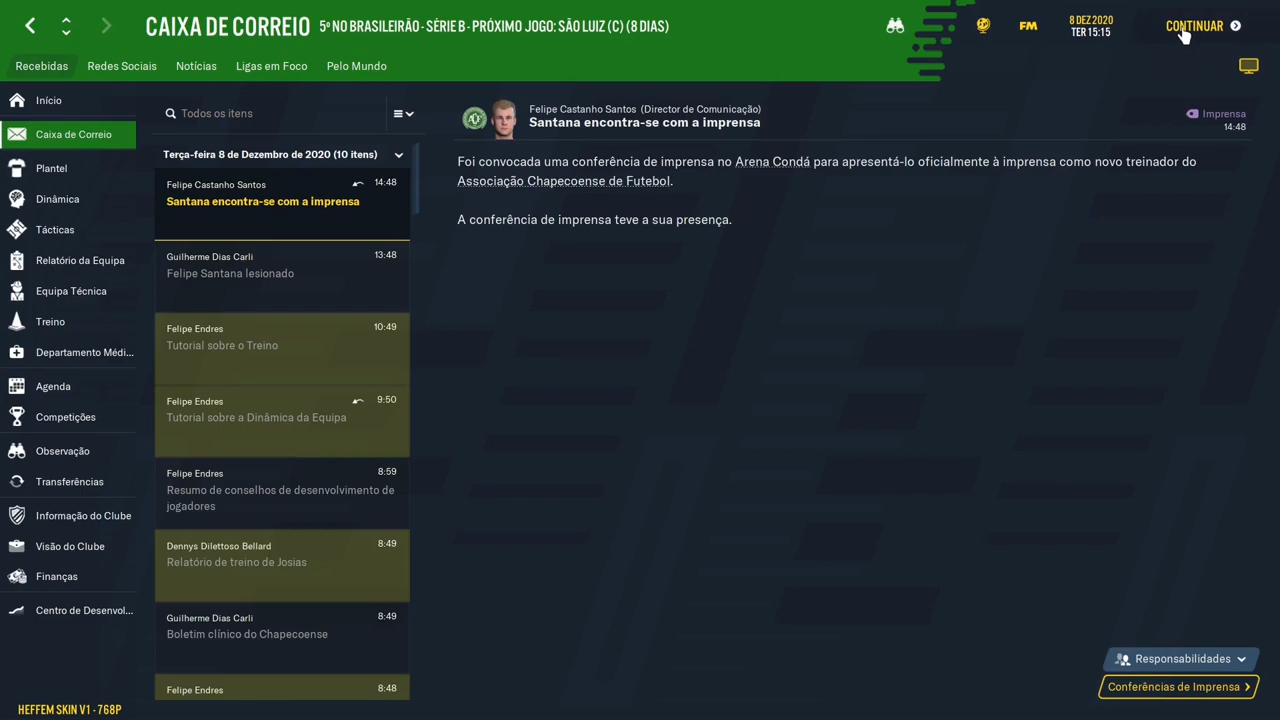 CAIXA DE CORREIO
5º NO BRASILEIRÃO - SÉRIE B - PRÓXIMO JOGO: SÃO LUIZ (C) (8 DIAS)
FM
8 DEZ 2020
TER 15:15
CONTINUAR
Recebidas
Redes Sociais
Notícias
Ligas em Foco
Pelo Mundo
Início
Caixa de Correio
Plantel
Dinâmica
Tácticas
Relatório da Equipa
Equipa Técnica
Treino
Departamento Médi...
Agenda
Competições
Observação
Transferências
Informação do Clube
Visão do Clube
Finanças
Centro de Desenvol...
HEFFEM SKIN V1 - 768P
Todos os itens
Terça-feira 8 de Dezembro de 2020 (10 itens)
Felipe Castanho Santos 14:48
Santana encontra-se com a imprensa
Guilherme Dias Carli 13:48
Felipe Santana lesionado
Felipe Endres 10:49
Tutorial sobre o Treino
Felipe Endres 9:50
Tutorial sobre a Dinâmica da Equipa
Felipe Endres 8:59
Resumo de conselhos de desenvolvimento de
jogadores
Dennys Dilettoso Bellard 8:49
Relatório de treino de Josias
Guilherme Dias Carli 8:49
Boletim clínico do Chapecoense
Felipe Endres 8:48
Felipe Castanho Santos (Director de Comunicação)
Santana encontra-se com a imprensa
Imprensa
14:48
Foi convocada uma conferência de imprensa no Arena Condá para apresentá-lo oficialmente à imprensa como novo treinador do
Associação Chapecoense de Futebol.
A conferência de imprensa teve a sua presença.
Responsabilidades
Conferências de Imprensa